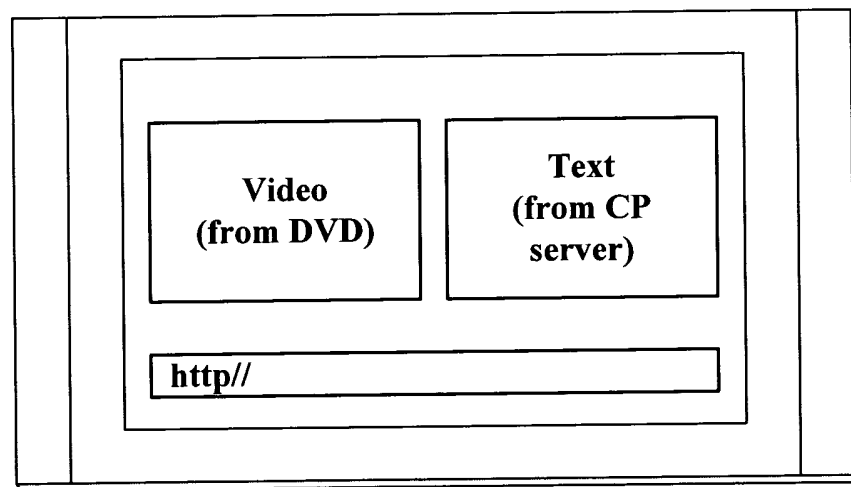 Video
(from DVD)
Text
(from CP
server)
http//